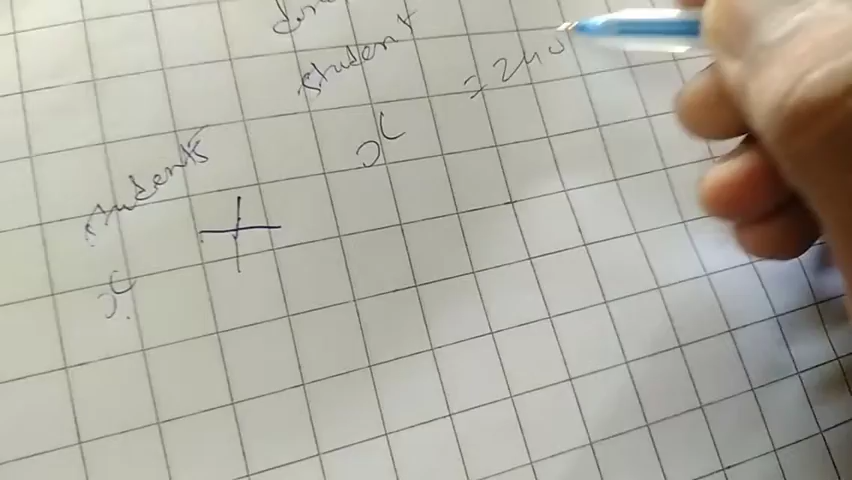 student
= 240
students + x
x